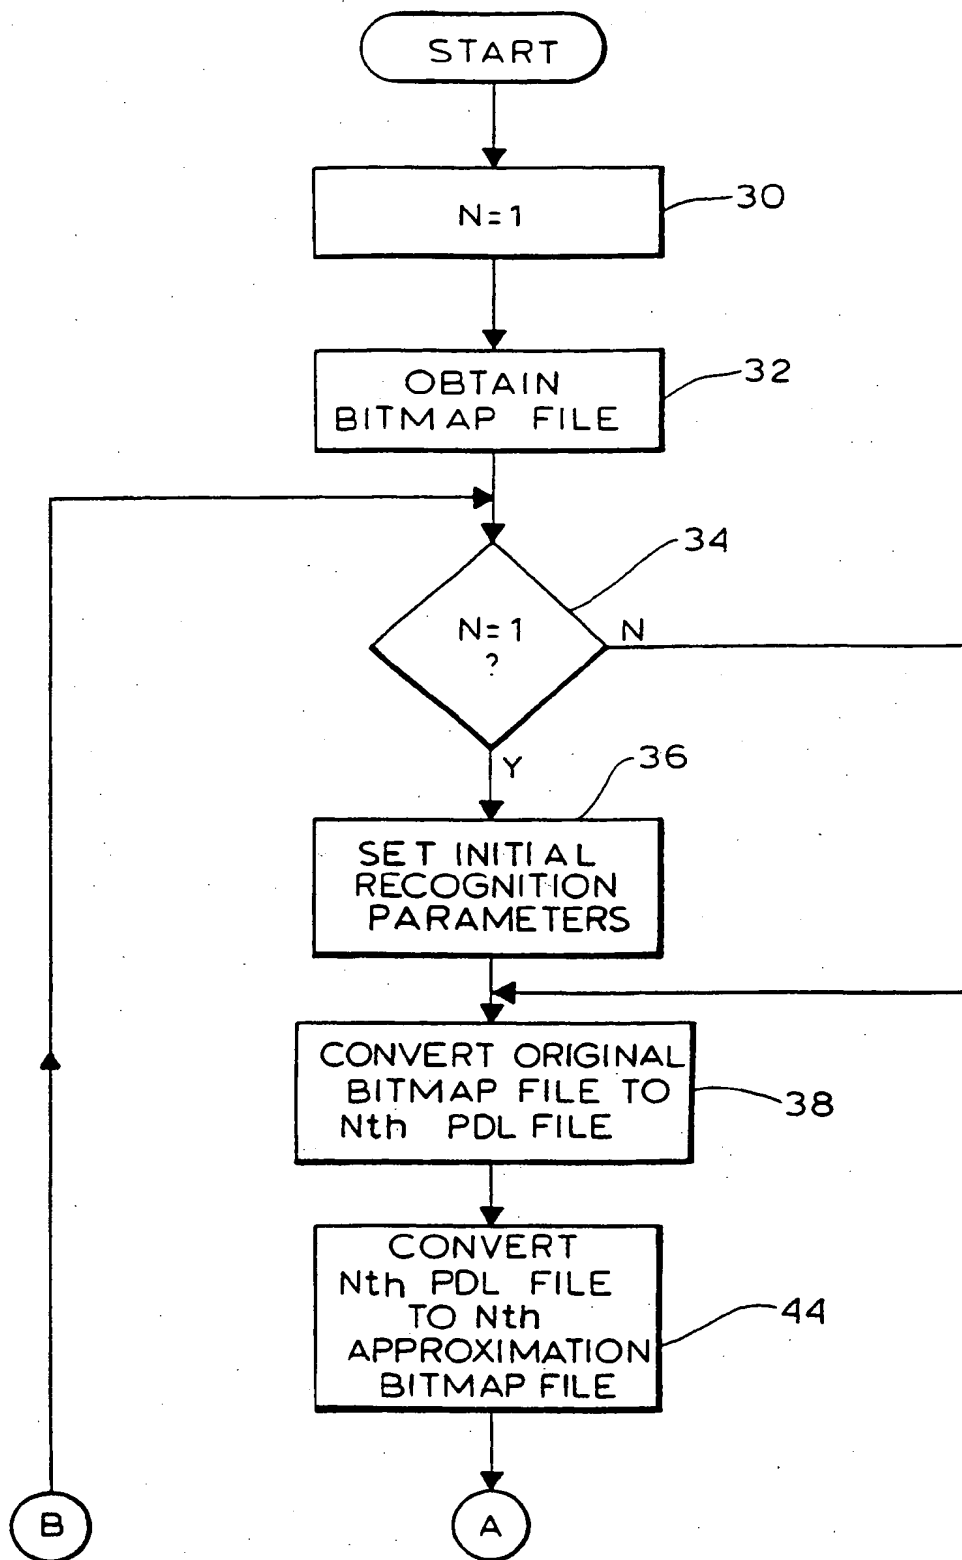 START
N=1
30
OBTAIN
BITMAP FILE
32
34
N=1
?
N
Y
36
SET INITIAL
RECOGNITION
PARAMETERS
CONVERT ORIGINAL
BITMAP FILE TO
Nth PDL FILE
38
CONVERT
Nth PDL FILE
TO Nth
APPROXIMATION
BITMAP FILE
44
B
A